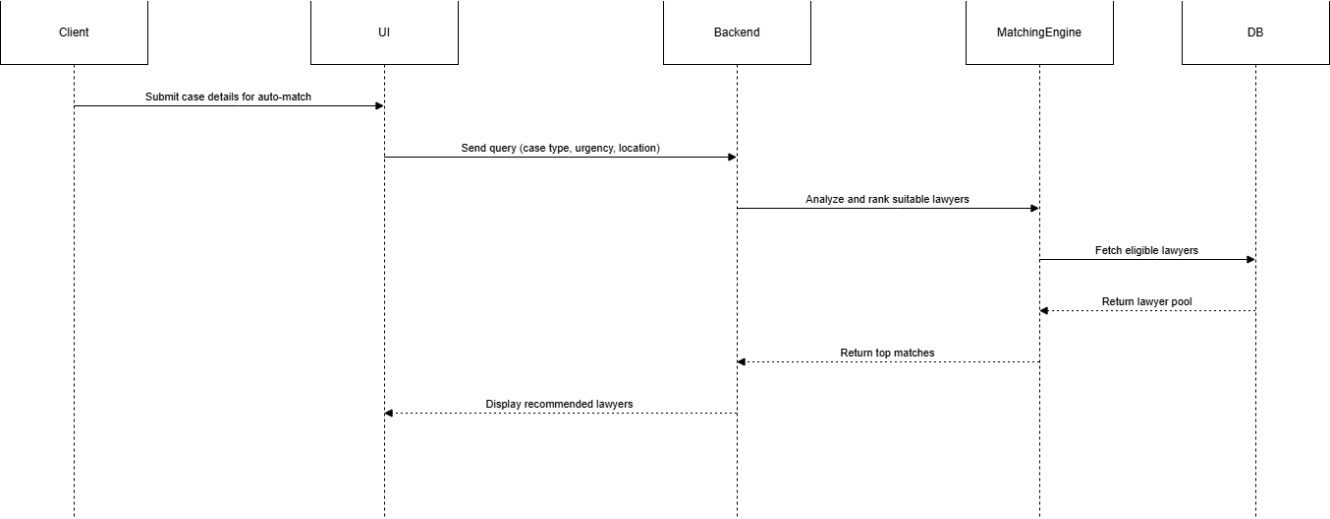 Client
UI
Backend
MatchingEngine
DB
Submit case details for auto-match
Send query (case type, urgency, location)
Analyze and rank suitable lawyers
Fetch eligible lawyers
Return lawyer pool
Return top matches
Display recommended lawyers